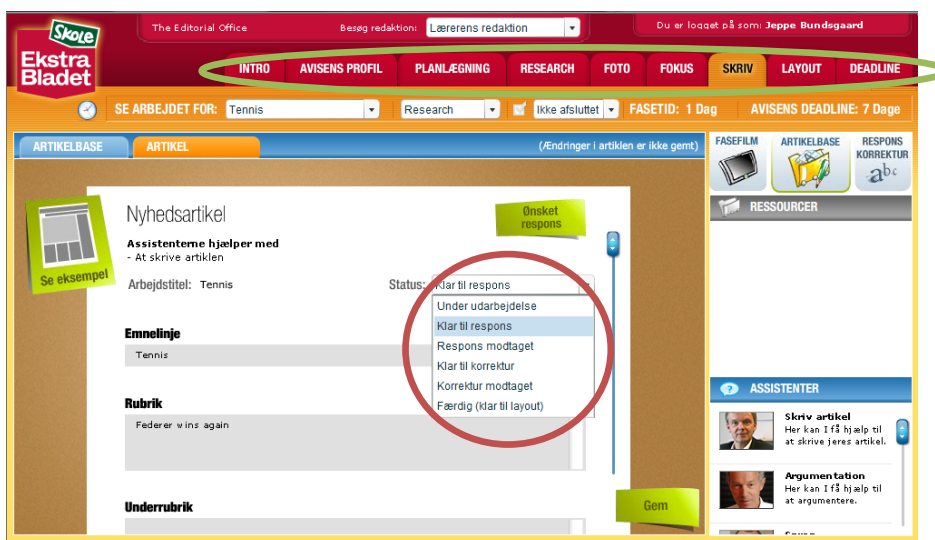 Skole
Ekstra
Bladet
The Editorial Office
Besøg redaktion: Lærerens redaktion
Du er logget på som: Jeppe Bundsgaard
INTRO AVISENS PROFIL PLANLÆGNING RESEARCH FOTO FOKUS SKRIV LAYOUT DEADLINE
SE ARBEJDET FOR: Tennis Research Ikke afsluttet FASETID: 1 Dag AVISENS DEADLINE: 7 Dage
ARTIKELBASE ARTIKEL (Ændringer i artiklen er ikke gemt)
FASEFILM ARTIKELBASE RESPONS
KORREKTUR
abc
RESSOURCER
Se eksempel
Nyhedsartikel
Ønsket
respons
Assistenterne hjælper med
- At skrive artiklen
Arbejdstitel: Tennis Status: Klar til respons
Under udarbejdelse
Klar til respons
Respons modtaget
Klar til korrektur
Korrektur modtaget
Færdig (klar til layout)
Emnelinje
Tennis
Rubrik
Federer wins again
Underrubrik
Gem
ASSISTENTER
Skriv artikel
Her kan I få hjælp til
at skrive jeres artikel.
Argumentation
Her kan I få hjælp til
at argumentere.